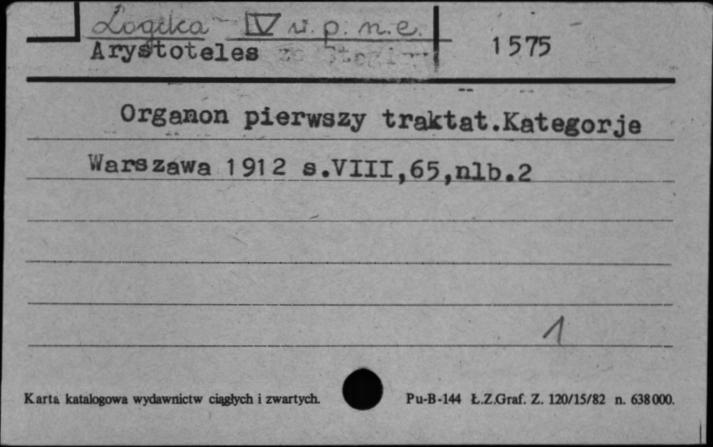 Logika - IV w. p. n. e.
Arystoteles
1575
Organon pierwszy traktat.Kategorje
Warszawa 1912 s.VIII,65,nlb.2
1
Karta katalogowa wydawnictw ciągłych i zwartych.
Pu-B-144 Ł.Z.Graf. Z. 120/15/82 n. 638000.